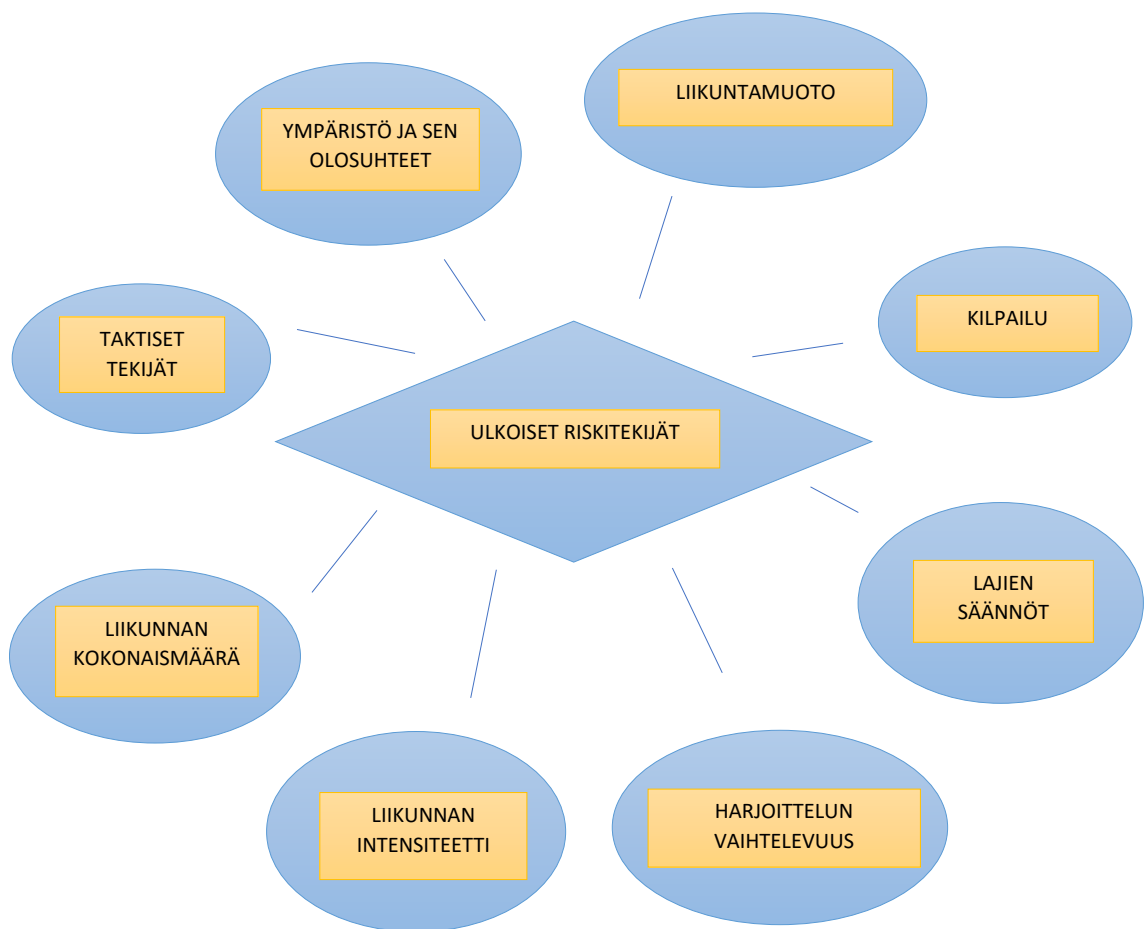 LIIKUNTAMUOTO
YMPÄRISTÖ JA SEN
OLOSUHTEET
KILPAILU
TAKTISET
TEKIJÄT
ULKOISET RISKITEKIJÄT
LAJIEN
SÄÄNNÖT
LIIKUNNAN
KOKONAISMÄÄRÄ
LIIKUNNAN
INTENSITEETTI
HARJOITTELUN
VAIHTELEVUUS